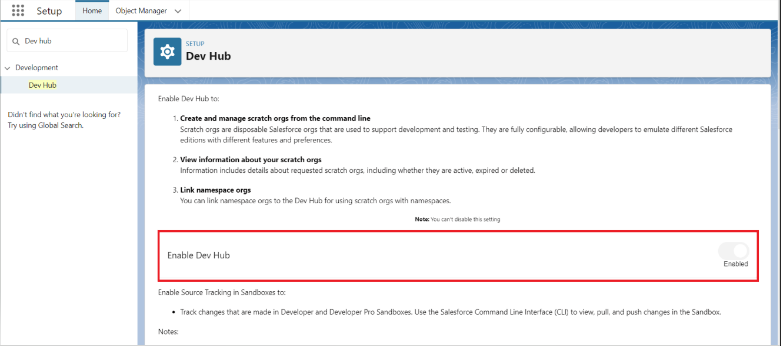 Setup
Home
Object Manager
Dev hub
Development
Dev Hub
Didn't find what you're looking for?
Try using Global Search.
SETUP
Dev Hub
Enable Dev Hub to:
1. Create and manage scratch orgs from the command line
Scratch orgs are disposable Salesforce orgs that are used to support development and testing. They are fully configurable, allowing developers to emulate different Salesforce
editions with different features and preferences.
2. View information about your scratch orgs
Information includes details about requested scratch orgs, including whether they are active, expired or deleted.
3. Link namespace orgs
You can link namespace orgs to the Dev Hub for using scratch orgs with namespaces.
Note: You can't disable this setting
Enable Dev Hub
Enabled
Enable Source Tracking in Sandboxes to:
• Track changes that are made in Developer and Developer Pro Sandboxes. Use the Salesforce Command Line Interface (CLI) to view, pull, and push changes in the Sandbox.
Notes: